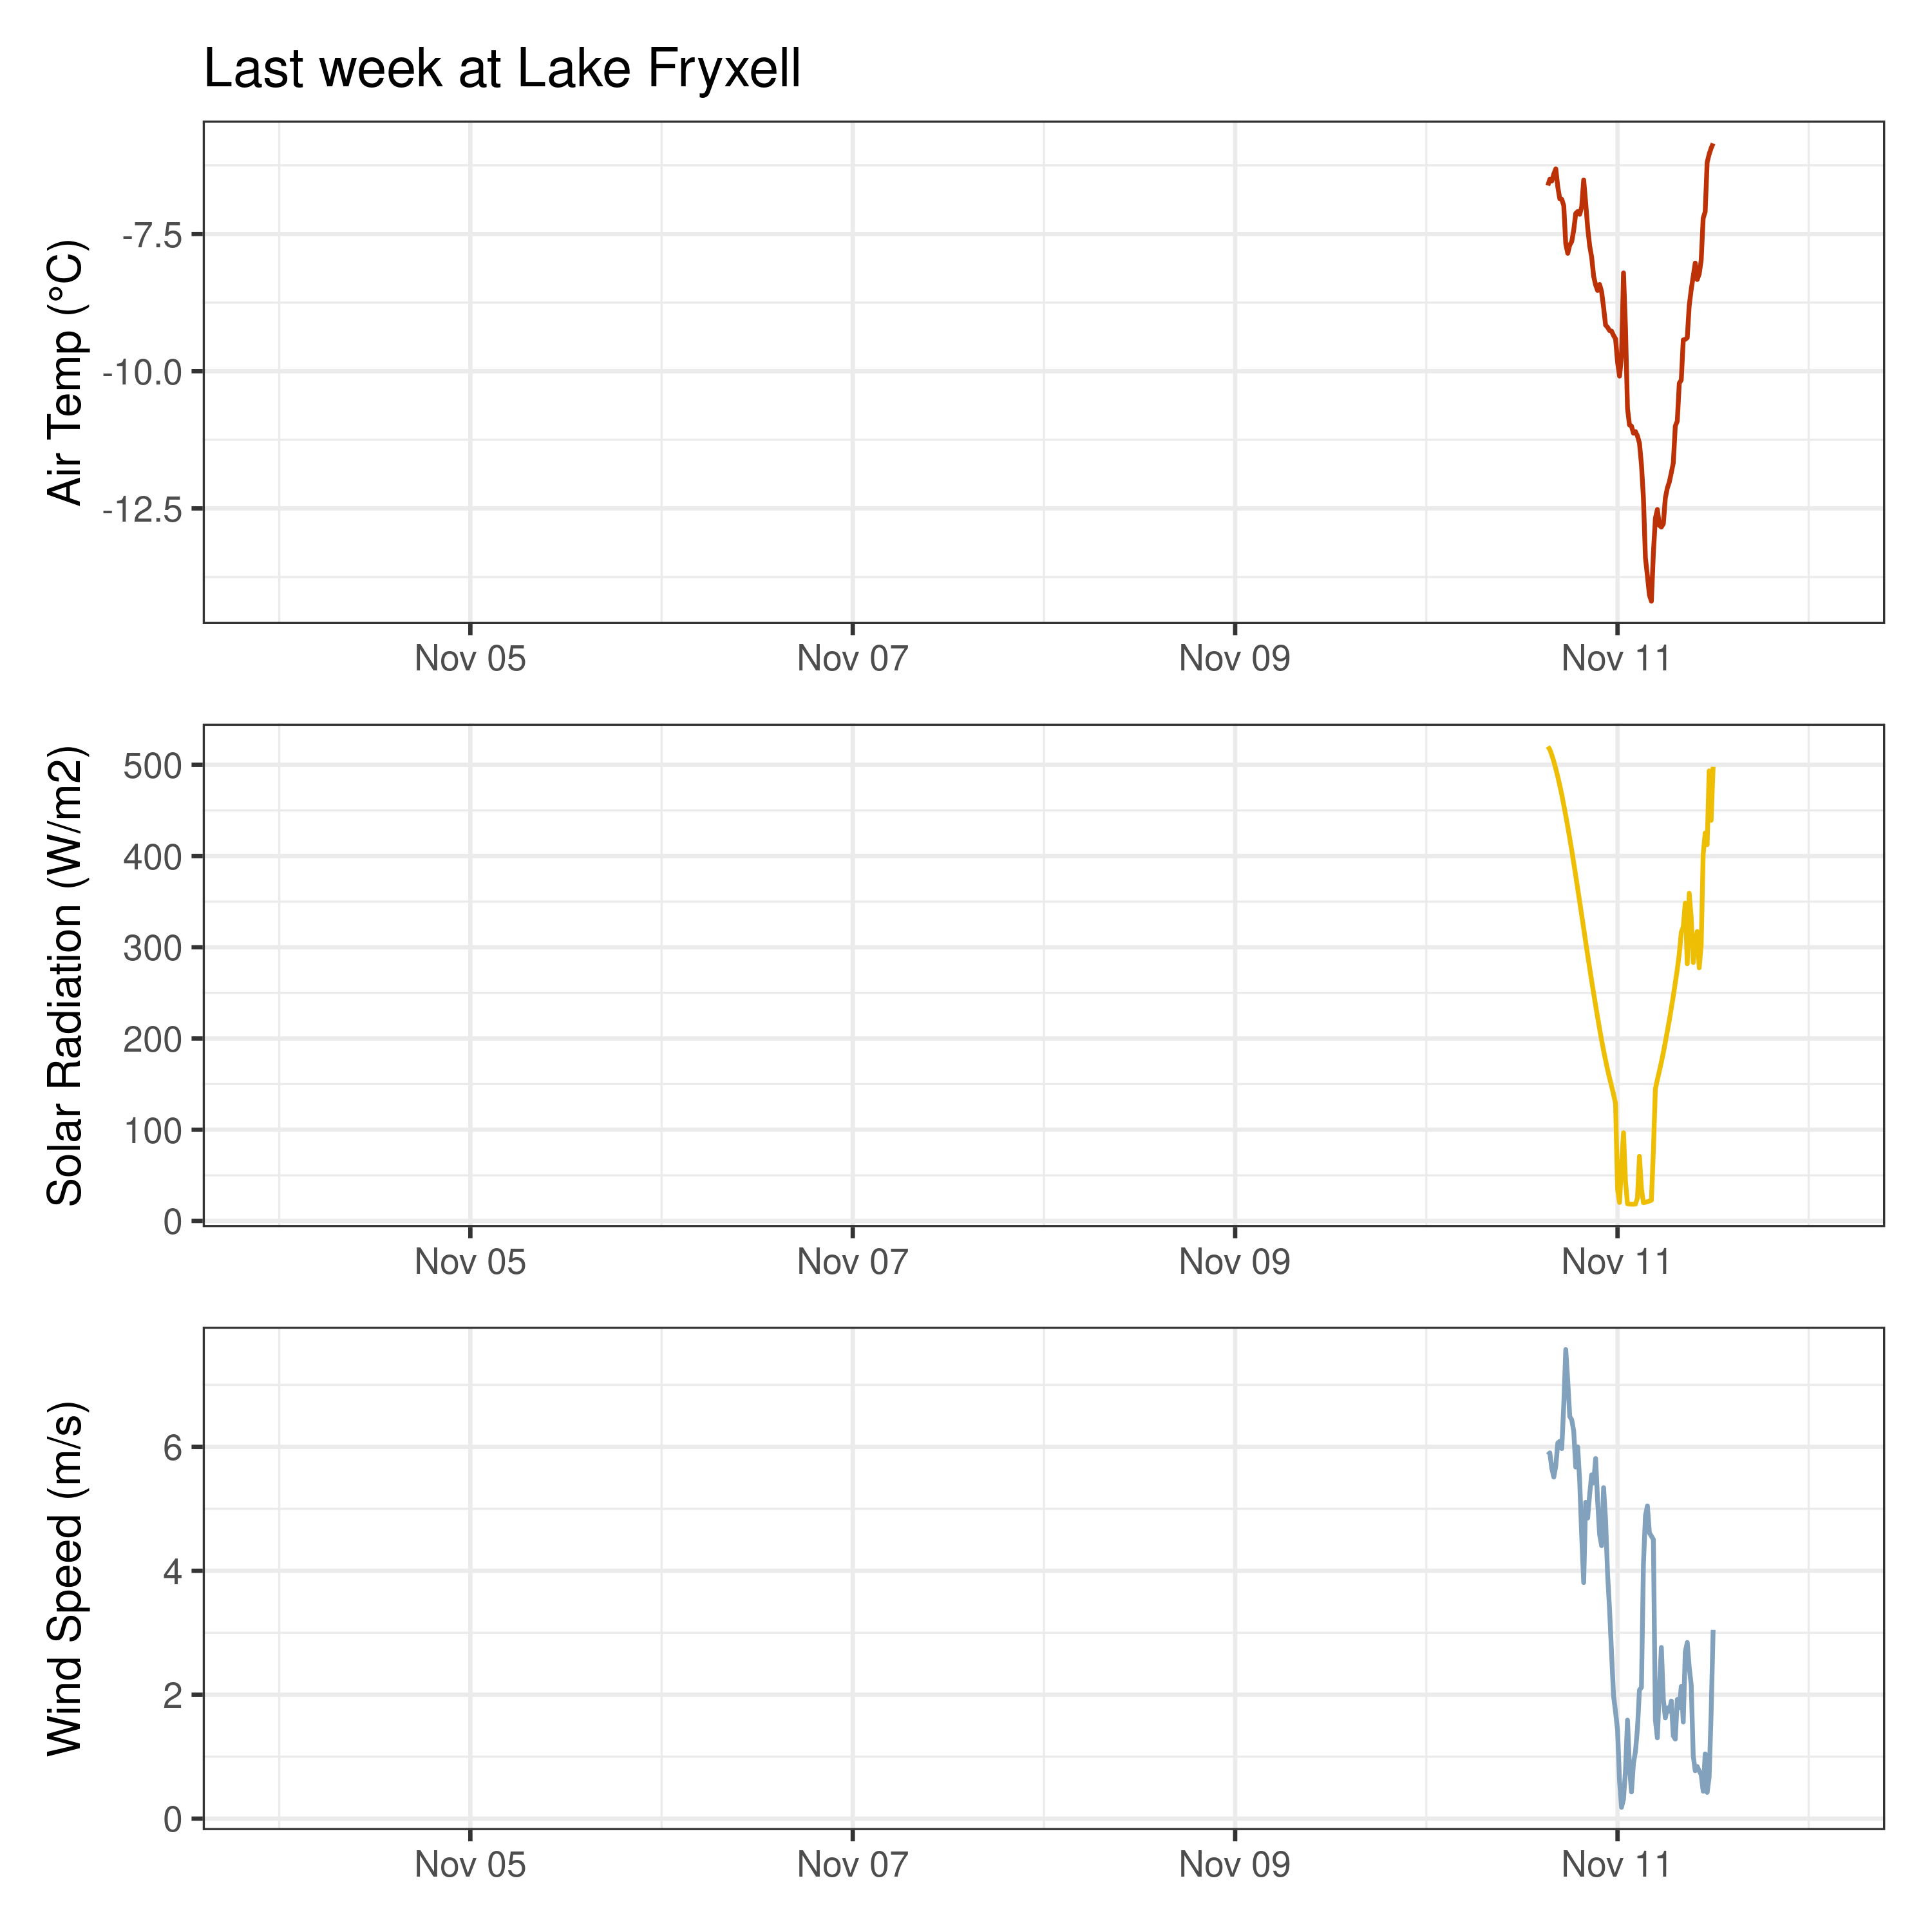 Last week at Lake Fryxell
Air Temp (°C)
-7.5
-10.0
-12.5
Nov 05 Nov 07 Nov 09 Nov 11
Solar Radiation (W/m2)
500
400
300
200
100
0
Nov 05 Nov 07 Nov 09 Nov 11
Wind Speed (m/s)
6
4
2
0
Nov 05 Nov 07 Nov 09 Nov 11